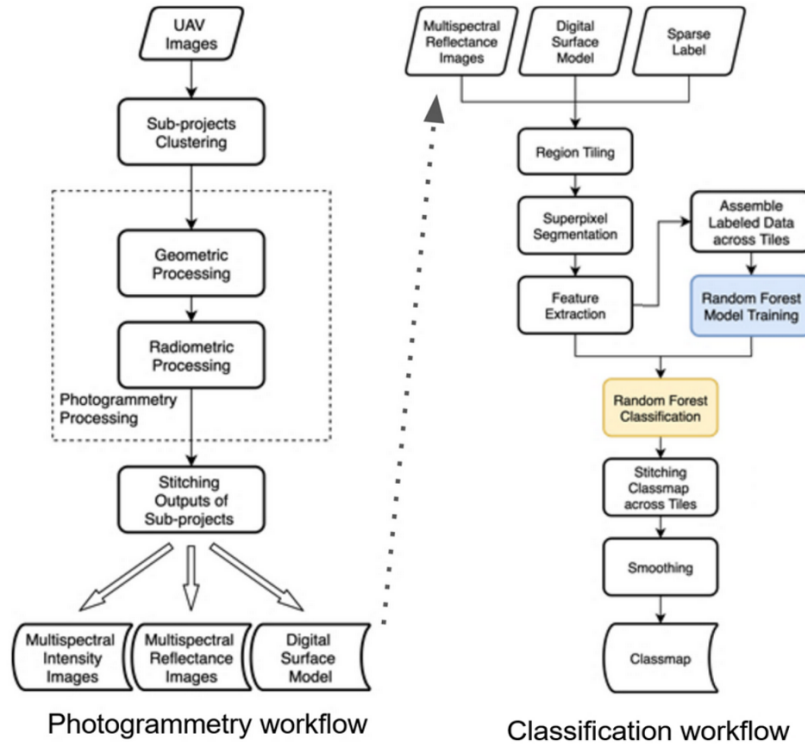 UAV
Images
Sub-projects
Clustering
Geometric
Processing
Radiometric
Processing
Photogrammetry
Processing
Stitching
Outputs of
Sub-projects
Multispectral
Intensity
Images
Multispectral
Reflectance
Images
Digital
Surface
Model
Photogrammetry workflow
Multispectral
Reflectance
Images
Digital
Surface
Model
Sparse
Label
Region Tiling
Superpixel
Segmentation
Feature
Extraction
Assemble
Labeled Data
across Tiles
Random Forest
Model Training
Random Forest
Classification
Stitching
Classmap
across Tiles
Smoothing
Classmap
Classification workflow